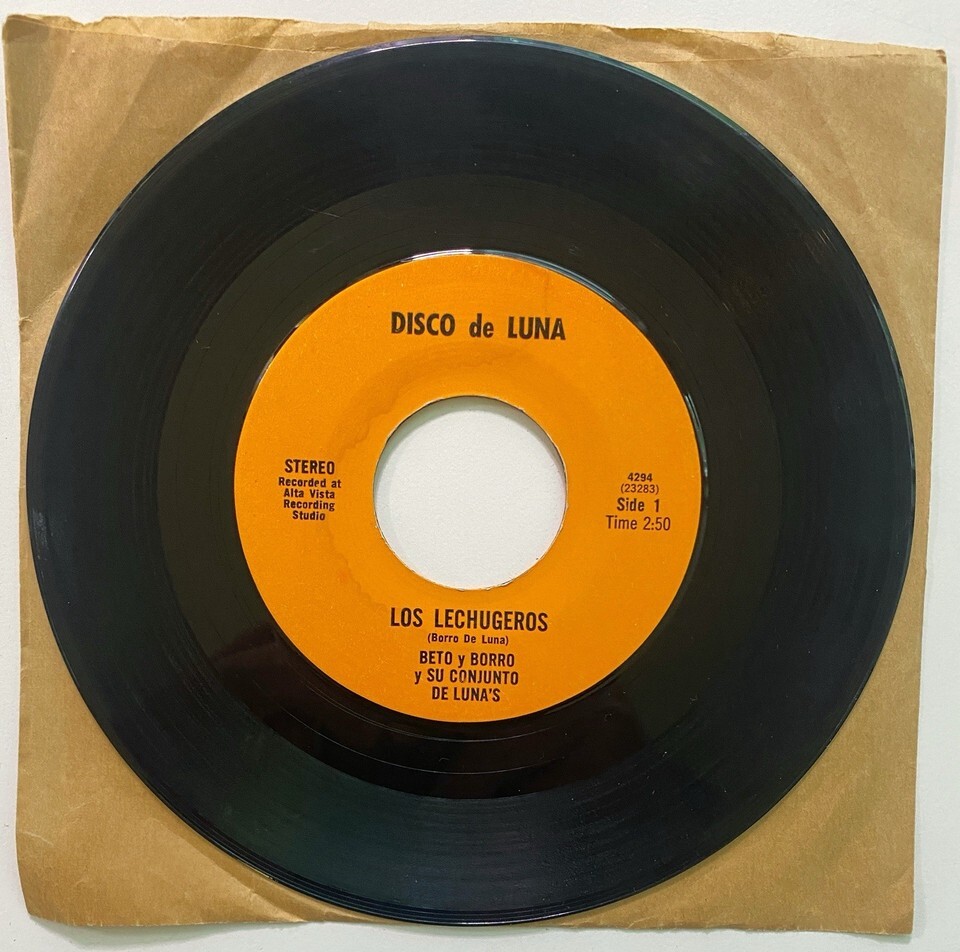 DISCO de LUNA
STEREO
Recorded at
Alta Vista
Recording
Studio
4294
(23283)
Side 1
Time 2:50
LOS LECHUGEROS
(Borro De Luna)
BETO y BORRO
y SU CONJUNTO
DE LUNA'S